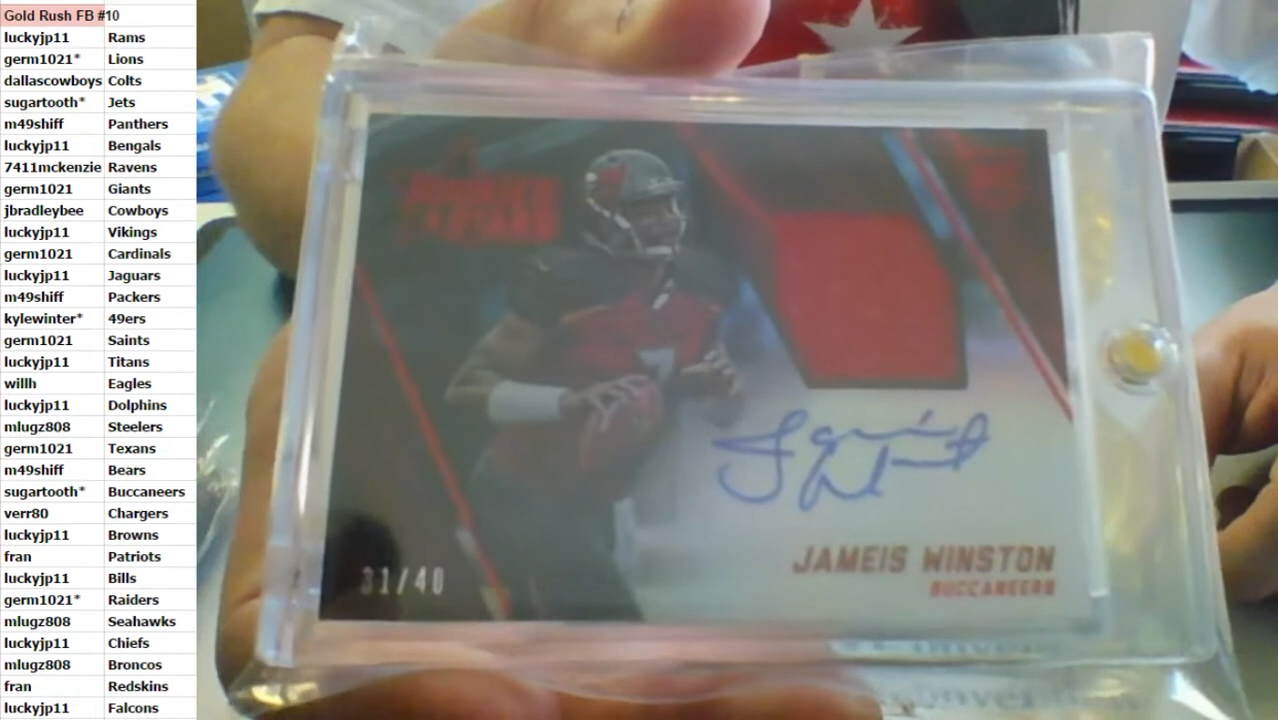 Gold Rush FB #10
luckyjp11 Rams
germ1021* Lions
dallascowboys Colts
sugartooth* Jets
m49shiff Panthers
luckyjp11 Bengals
7411mckenzie Ravens
germ1021 Giants
jbradleybee Cowboys
luckyjp11 Vikings
germ1021 Cardinals
luckyjp11 Jaguars
m49shiff Packers
kylewinter* 49ers
germ1021 Saints
luckyjp11 Titans
willh Eagles
luckyjp11 Dolphins
mlugz808 Steelers
germ1021 Texans
m49shiff Bears
sugartooth* Buccaneers
verr80 Chargers
luckyjp11 Browns
fran Patriots
luckyjp11 Bills
germ1021* Raiders
mlugz808 Seahawks
luckyjp11 Chiefs
mlugz808 Broncos
fran Redskins
luckyjp11 Falcons
7
JAMEIS WINSTON
BUCCANEERS
31/40